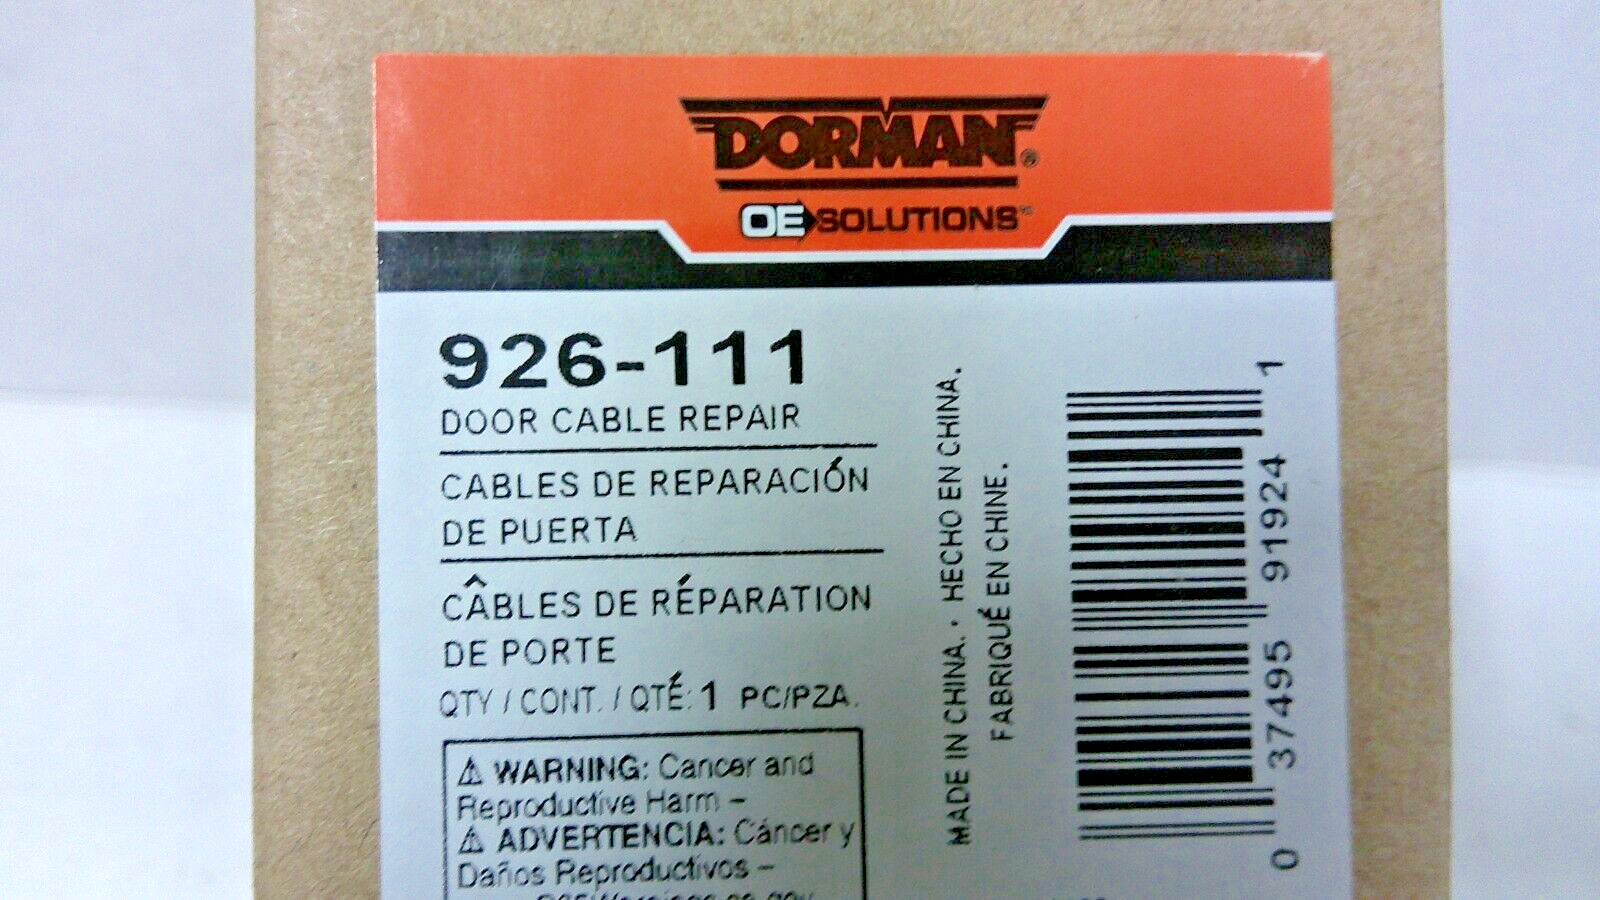 DORMAN®
OE SOLUTIONS™
926-111
DOOR CABLE REPAIR
CABLES DE REPARACIÓN
DE PUERTA
CÂBLES DE RÉPARATION
DE PORTE
QTY / CONT. / QTÉ: 1 PC/PZA.
⚠ WARNING: Cancer and
Reproductive Harm –
⚠ ADVERTENCIA: Cáncer y
Daños Reproductivos –
MADE IN CHINA. · HECHO EN CHINA.
FABRIQUÉ EN CHINE.
0 37495 91924 1